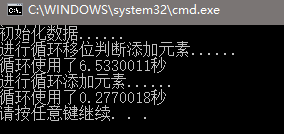 C:\WINDOWS\system32\cmd.exe
初始化数据......
进行循环移位判断添加元素......
循环使用了6.5330011秒
进行循环添加元素......
循环使用了0.2770018秒
请按任意键继续. . .